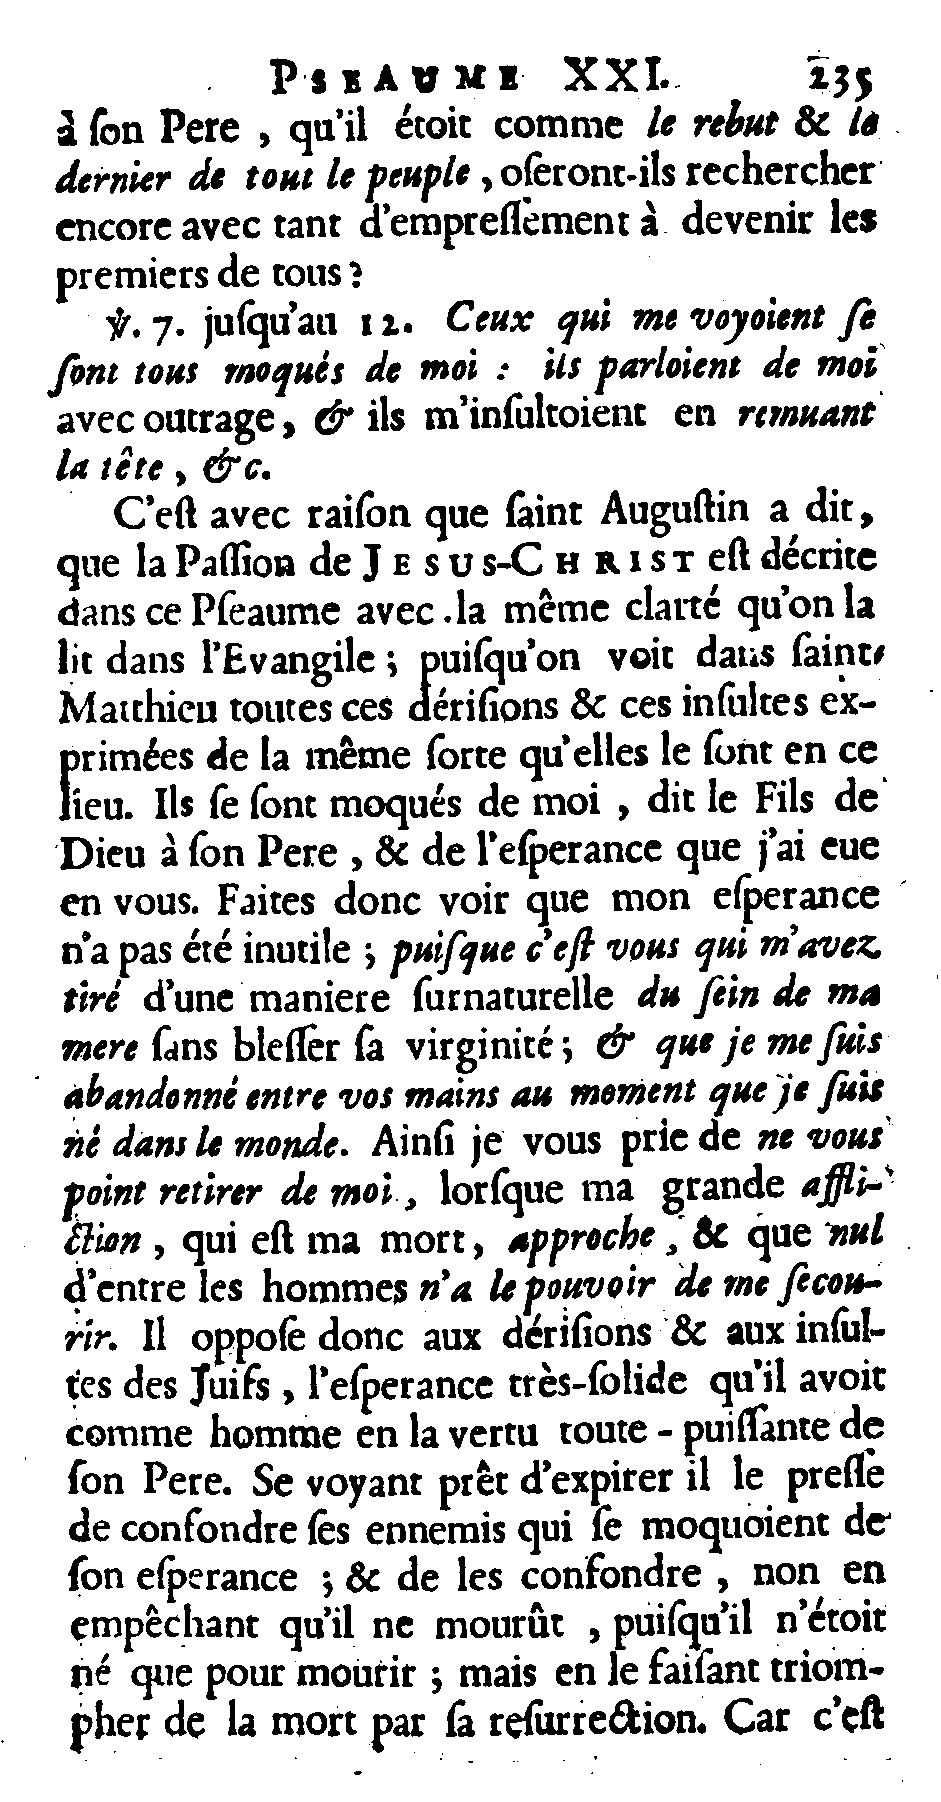 PSEAUME XXI. 235
à ſon Pere , qu'il étoit comme le rebut & le
dernier de tout le peuple , oſeront-ils rechercher
encore avec tant d'empreſſement à devenir les
premiers de tous ?
℣. 7. juſqu'au 12. Ceux qui me voyoient ſe
ſont tous moqués de moi : ils parloient de moi
avec outrage, & ils m'inſultoient en remuant
la tête , &c.
C'eſt avec raiſon que ſaint Auguſtin a dit,
que la Paſſion de JESUS-CHRIST eſt décrite
dans ce Pſeaume avec la même clarté qu'on la
lit dans l'Evangile ; puiſqu'on voit dans ſaint
Matthieu toutes ces dériſions & ces inſultes ex-
primées de la même ſorte qu'elles le ſont en ce
lieu. Ils ſe ſont moqués de moi , dit le Fils de
Dieu à ſon Pere , & de l'eſperance que j'ai eue
en vous. Faites donc voir que mon eſperance
n'a pas été inutile ; puiſque c'eſt vous qui m'avez
tiré d'une maniere ſurnaturelle du ſein de ma
mere ſans bleſſer ſa virginité ; & que je me ſuis
abandonné entre vos mains au moment que je ſuis
né dans le monde. Ainſi je vous prie de ne vous
point retirer de moi , lorſque ma grande affli-
ction , qui eſt ma mort, approche , & que nul
d'entre les hommes n'a le pouvoir de me ſecou-
rir. Il oppoſe donc aux dériſions & aux inſul-
tes des Juifs , l'eſperance très-ſolide qu'il avoit
comme homme en la vertu toute - puiſſante de
ſon Pere. Se voyant prêt d'expirer il le preſſe
de confondre ſes ennemis qui ſe moquoient de
ſon eſperance ; & de les confondre , non en
empêchant qu'il ne mourût , puiſqu'il n'étoit
né que pour mourir ; mais en le faiſant triom-
pher de la mort par ſa reſurrection. Car c'eſt